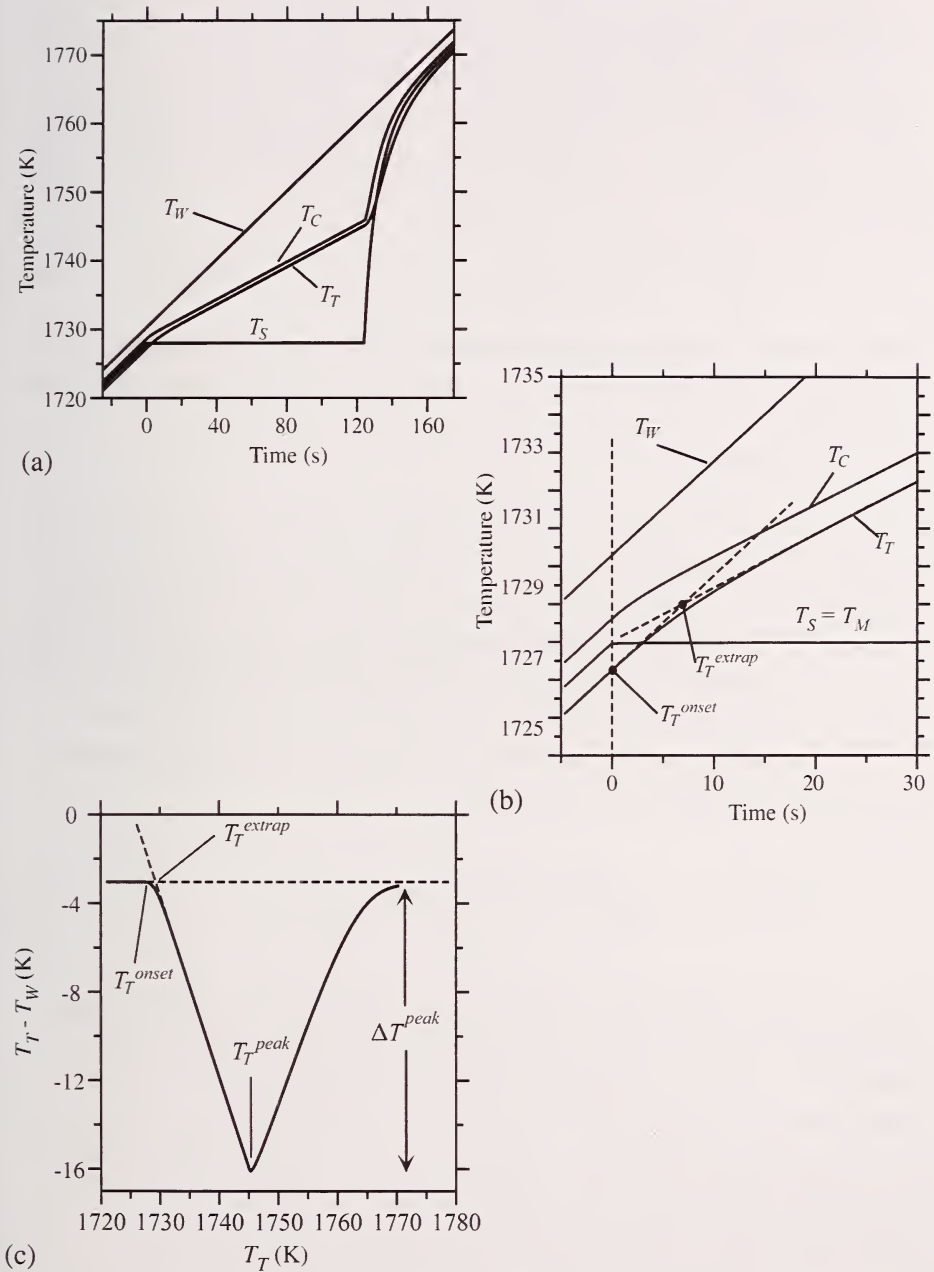 1770
1760
1750
1740
1730
1720
Temperature (K)
T_W
T_C
T_T
T_S
0 40 80 120 160
Time (s)
(a)
1735
1733
1731
1729
1727
1725
Temperature (K)
T_W
T_C
T_T
T_S = T_M
T_T^extrap
T_T^onset
0 10 20 30
Time (s)
(b)
0
-4
-8
-12
-16
T_T - T_W (K)
T_T^extrap
T_T^onset
T_T^peak
ΔT^peak
1720 1730 1740 1750 1760 1770 1780
T_T (K)
(c)